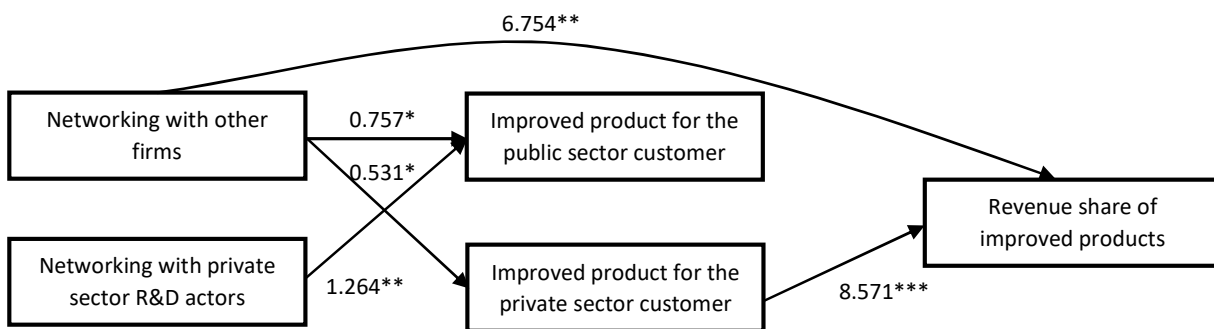 6.754**
Networking with other
firms
0.757*
Improved product for the
public sector customer
0.531*
Revenue share of
improved products
Networking with private
sector R&D actors
1.264**
Improved product for the
private sector customer
8.571***